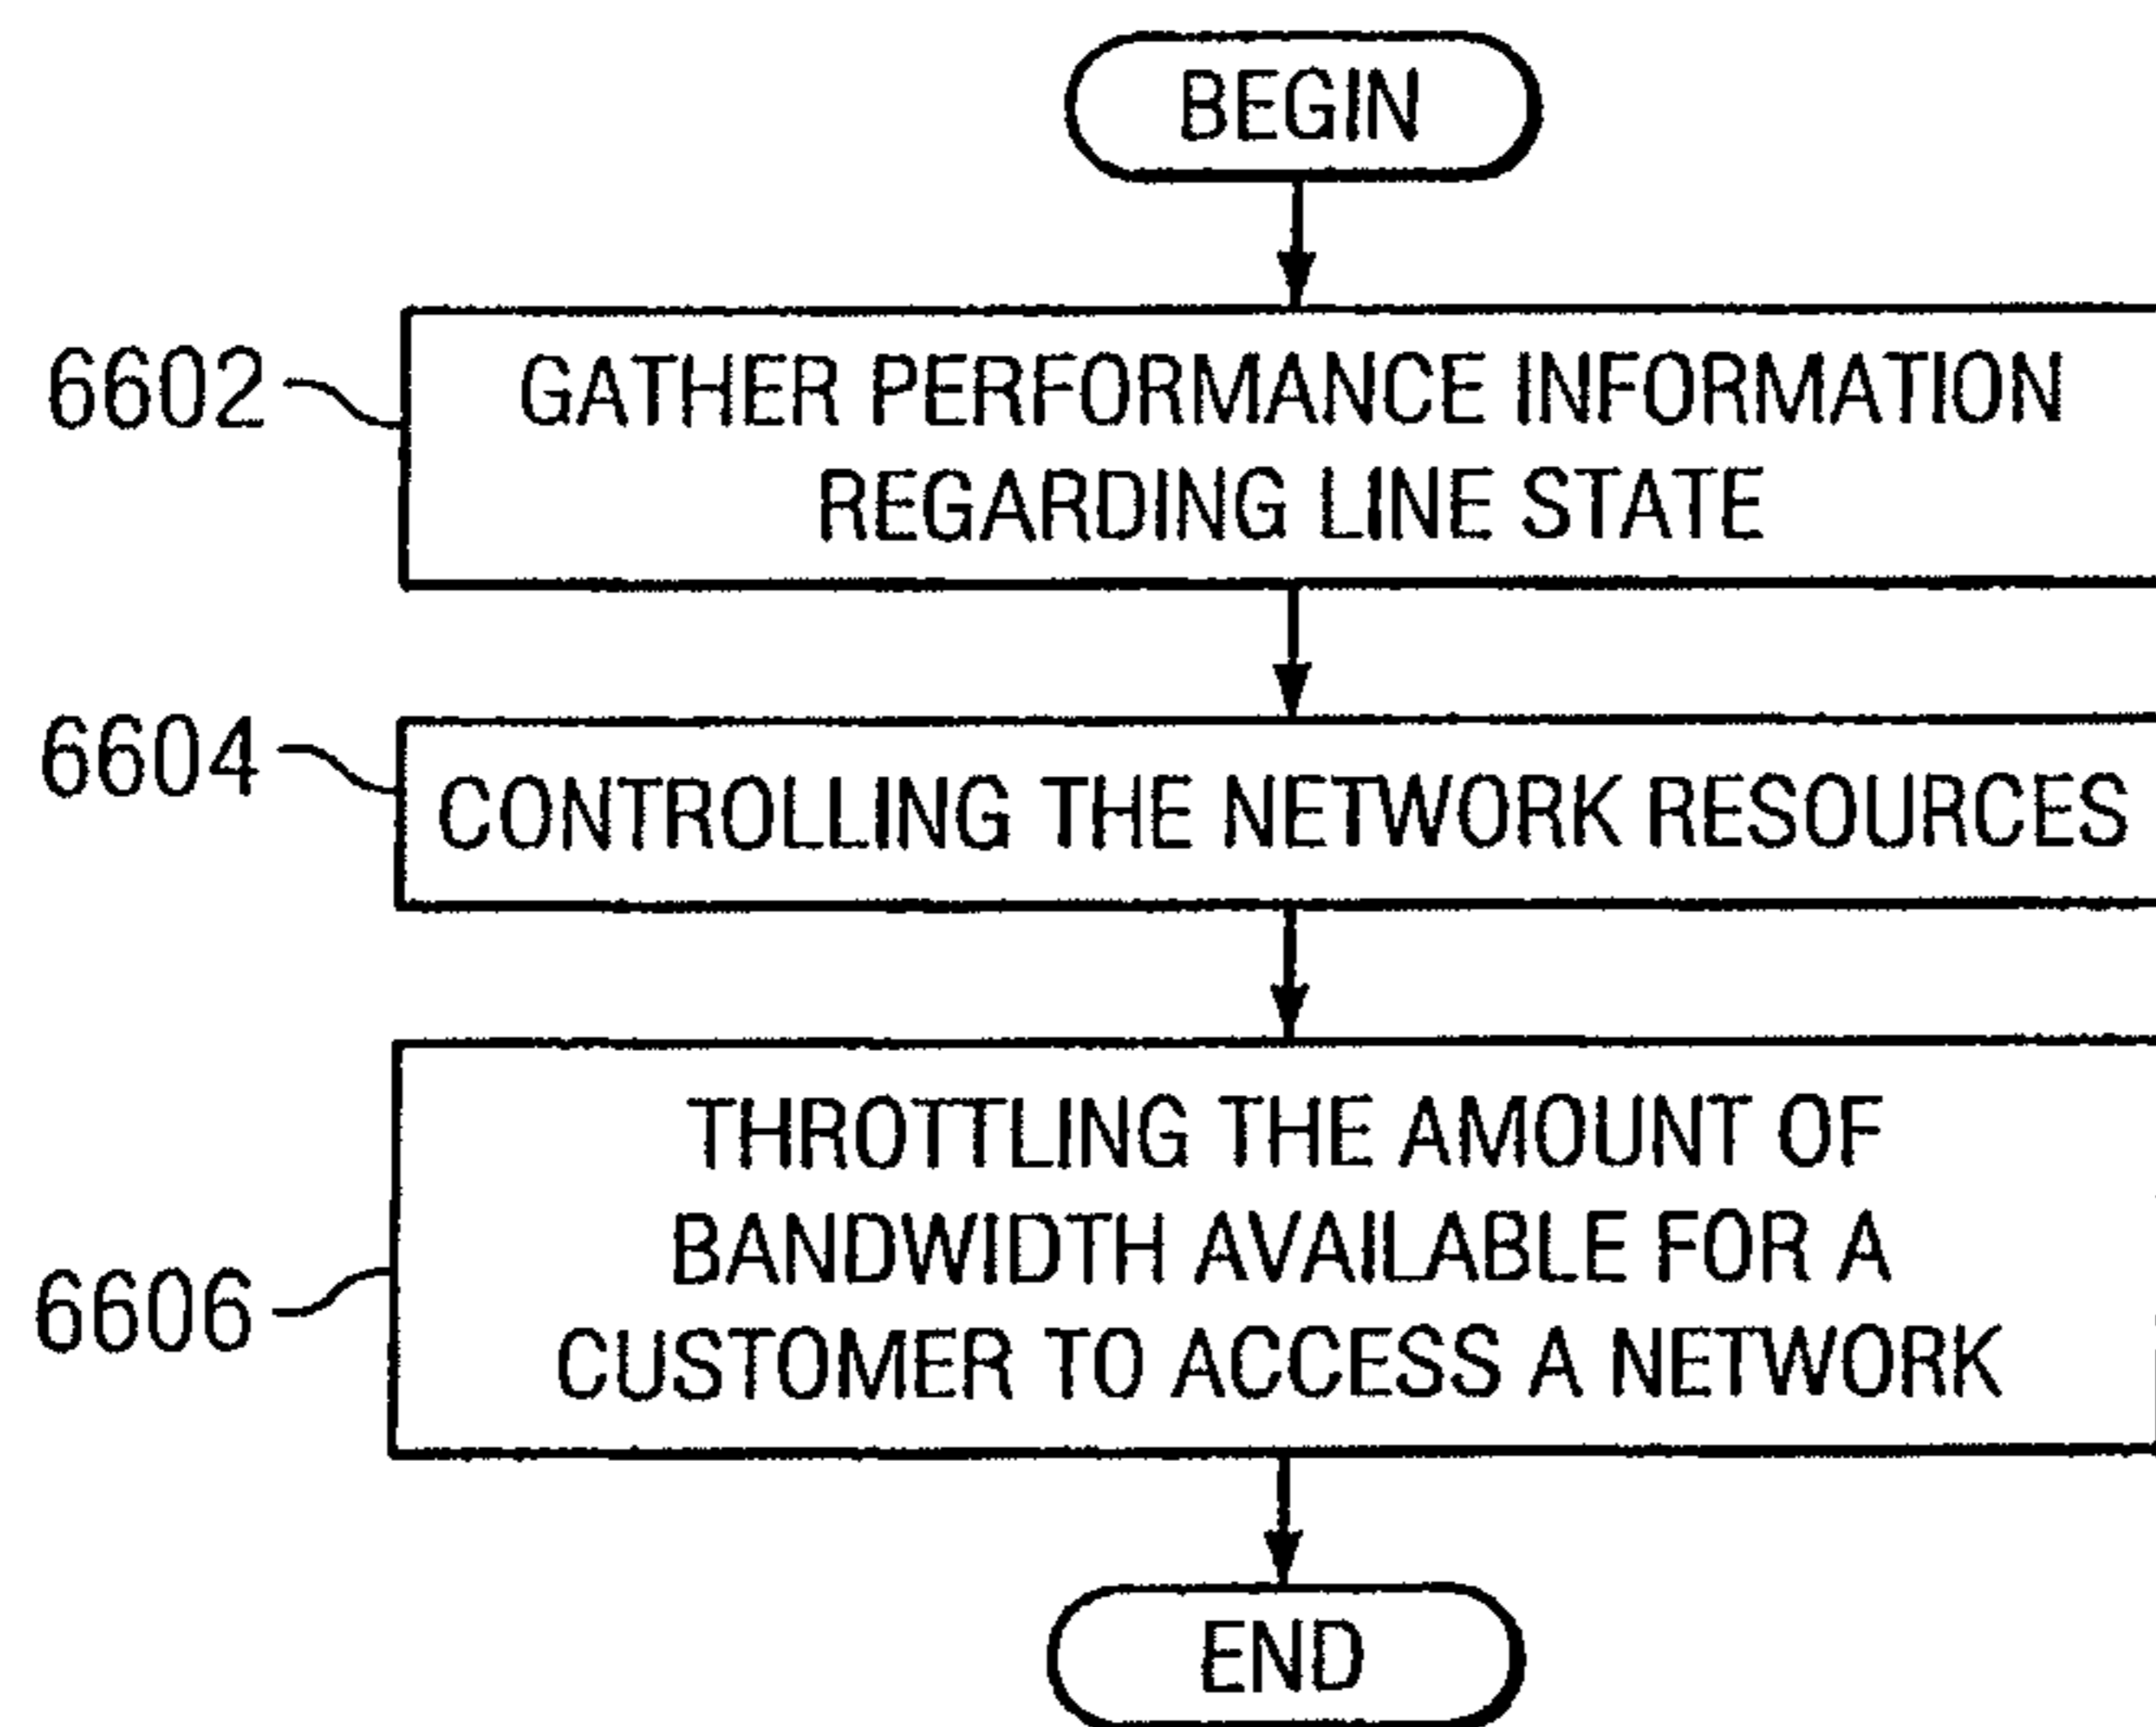 BEGIN
6602
GATHER PERFORMANCE INFORMATION
REGARDING LINE STATE
6604
CONTROLLING THE NETWORK RESOURCES
6606
THROTTLING THE AMOUNT OF
BANDWIDTH AVAILABLE FOR A
CUSTOMER TO ACCESS A NETWORK
END